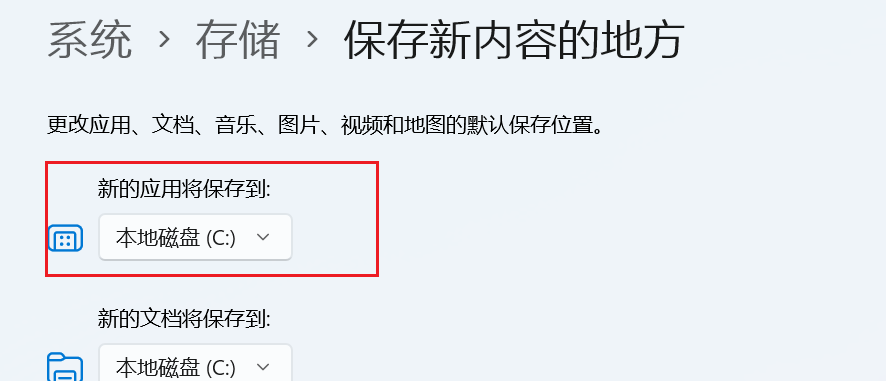 系统 › 存储 › 保存新内容的地方
更改应用、文档、音乐、图片、视频和地图的默认保存位置。
新的应用将保存到:
本地磁盘 (C:)
新的文档将保存到:
本地磁盘 (C:)